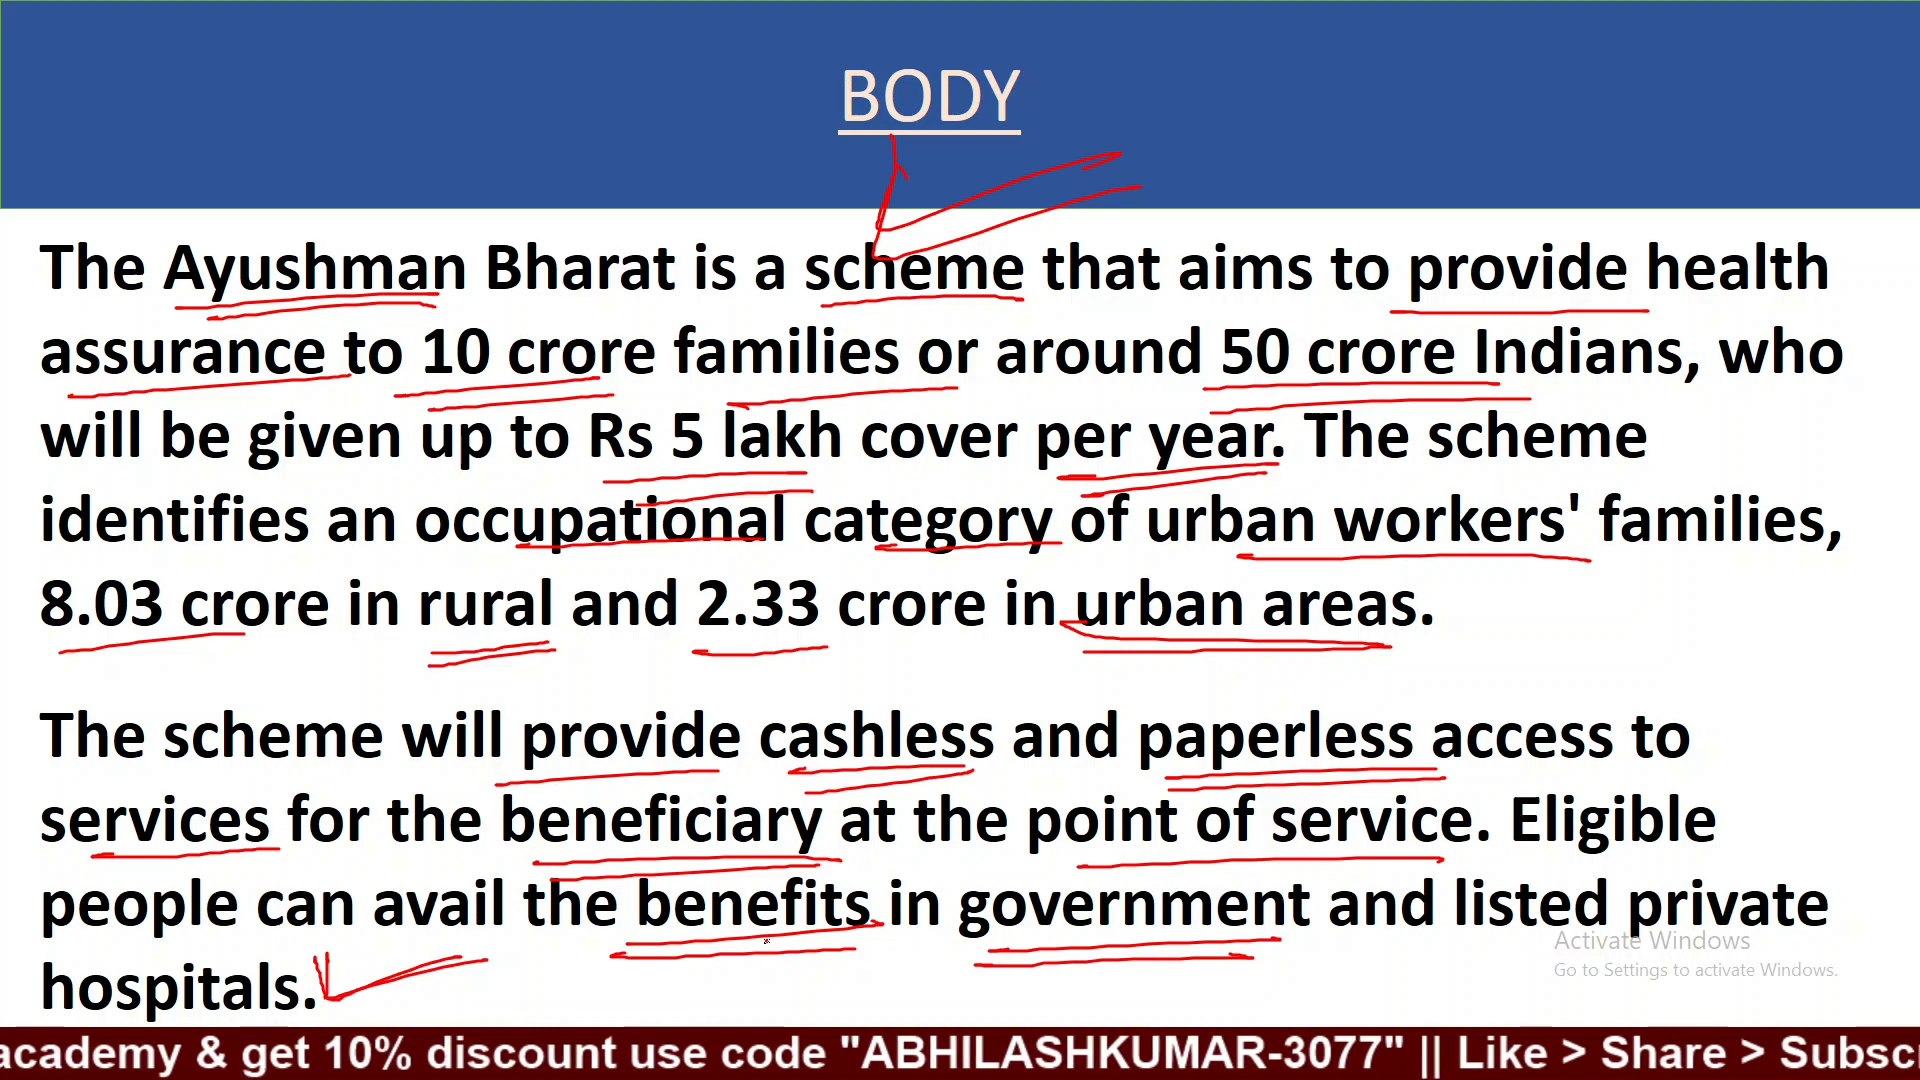 BODY
The Ayushman Bharat is a scheme that aims to provide health
assurance to 10 crore families or around 50 crore Indians, who
will be given up to Rs 5 lakh cover per year. The scheme
identifies an occupational category of urban workers' families,
8.03 crore in rural and 2.33 crore in urban areas.
The scheme will provide cashless and paperless access to
services for the beneficiary at the point of service. Eligible
people can avail the benefits in government and listed private
hospitals.
Activate Windows
Go to Settings to activate Windows.
academy & get 10% discount use code "ABHILASHKUMAR-3077" || Like > Share > Subscr